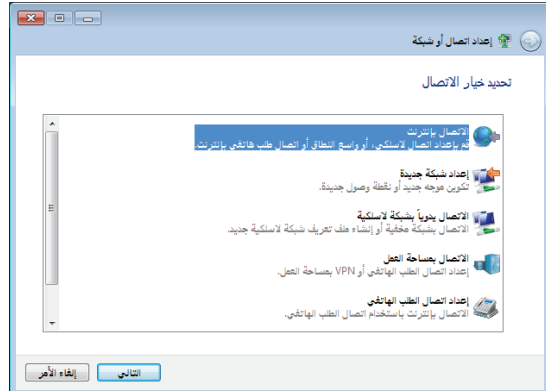 إعداد اتصال أو شبكة
تحديد خيار الاتصال
الاتصال بإنترنت
قم بإعداد اتصال لاسلكي، أو واسع النطاق أو اتصال طلب هاتفي بإنترنت.
إعداد شبكة جديدة
تكوين موجه جديد أو نقطة وصول جديدة.
الاتصال يدوياً بشبكة لاسلكية
الاتصال بشبكة مخفية أو إنشاء ملف تعريف شبكة لاسلكية جديد.
الاتصال بمساحة العمل
إعداد اتصال الطلب الهاتفي أو VPN بمساحة العمل.
إعداد اتصال الطلب الهاتفي
الاتصال بإنترنت باستخدام اتصال الطلب الهاتفي.
التالي
إلغاء الأمر